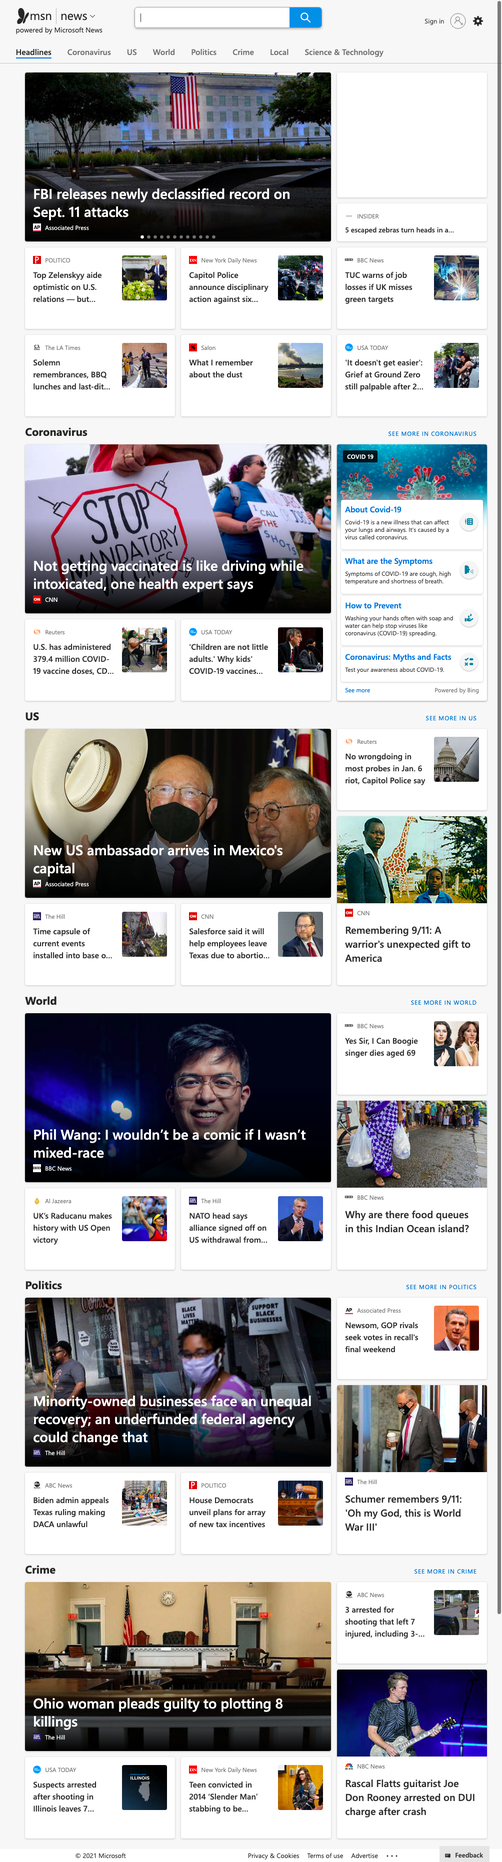 msn news
powered by Microsoft News
Sign in
Headlines Coronavirus US World Politics Crime Local Science & Technology
FBI releases newly declassified record on
Sept. 11 attacks
Associated Press
INSIDER
5 escaped zebras turn heads in a...
POLITICO
Top Zelenskyy aide
optimistic on U.S.
relations — but...
New York Daily News
Capitol Police
announce disciplinary
action against six...
BBC News
TUC warns of job
losses if UK misses
green targets
The LA Times
Solemn
remembrances, BBQ
lunches and last-dit...
Salon
What I remember
about the dust
USA TODAY
'It doesn't get easier':
Grief at Ground Zero
still palpable after 2...
Coronavirus
SEE MORE IN CORONAVIRUS
STOP
MANDATORY
I CALL
THE
SHOTS
Not getting vaccinated is like driving while
intoxicated, one health expert says
CNN
COVID 19
About Covid-19
Covid-19 is a new illness that can affect
your lungs and airways. It's caused by a
virus called coronavirus.
What are the Symptoms
Symptoms of COVID-19 are cough, high
temperature and shortness of breath.
How to Prevent
Washing your hands often with soap and
water can help stop viruses like
coronavirus (COVID-19) spreading.
Coronavirus: Myths and Facts
Test your awareness about COVID-19.
See more
Powered by Bing
Reuters
U.S. has administered
379.4 million COVID-
19 vaccine doses, CD...
USA TODAY
'Children are not little
adults.' Why kids'
COVID-19 vaccines...
US
SEE MORE IN US
New US ambassador arrives in Mexico's
capital
Associated Press
Reuters
No wrongdoing in
most probes in Jan. 6
riot, Capitol Police say
CNN
Remembering 9/11: A
warrior's unexpected gift to
America
The Hill
Time capsule of
current events
installed into base o...
CNN
Salesforce said it will
help employees leave
Texas due to abortio...
World
SEE MORE IN WORLD
Phil Wang: I wouldn't be a comic if I wasn't
mixed-race
BBC News
BBC News
Yes Sir, I Can Boogie
singer dies aged 69
BBC News
Why are there food queues
in this Indian Ocean island?
Al Jazeera
UK's Raducanu makes
history with US Open
victory
The Hill
NATO head says
alliance signed off on
US withdrawal from...
Politics
SEE MORE IN POLITICS
BLACK
LIVES
MATTER
SUPPORT
BLACK
BUSINESSES
Minority-owned businesses face an unequal
recovery; an underfunded federal agency
could change that
The Hill
Associated Press
Newsom, GOP rivals
seek votes in recall's
final weekend
The Hill
Schumer remembers 9/11:
'Oh my God, this is World
War III'
ABC News
Biden admin appeals
Texas ruling making
DACA unlawful
POLITICO
House Democrats
unveil plans for array
of new tax incentives
Crime
SEE MORE IN CRIME
Ohio woman pleads guilty to plotting 8
killings
The Hill
ABC News
3 arrested for
shooting that left 7
injured, including 3-...
NBC News
Rascal Flatts guitarist Joe
Don Rooney arrested on DUI
charge after crash
USA TODAY
Suspects arrested
after shooting in
Illinois leaves 7...
ILLINOIS
New York Daily News
Teen convicted in
2014 'Slender Man'
stabbing to be...
© 2021 Microsoft
Privacy & Cookies Terms of use Advertise ...
Feedback